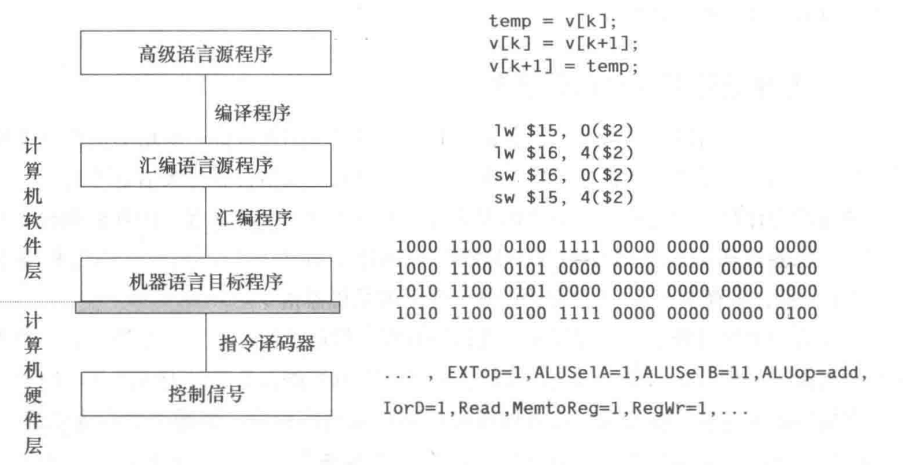 temp = v[k];
v[k] = v[k+1];
v[k+1] = temp;
高级语言源程序
编译程序
lw $15, 0($2)
lw $16, 4($2)
sw $16, 0($2)
sw $15, 4($2)
汇编语言源程序
汇编程序
计算机软件层
1000 1100 0100 1111 0000 0000 0000 0000
1000 1100 0101 0000 0000 0000 0000 0100
1010 1100 0101 0000 0000 0000 0000 0000
1010 1100 0100 1111 0000 0000 0000 0100
机器语言目标程序
计算机硬件层
指令译码器
控制信号
... , EXTop=1,ALUSelA=1,ALUSelB=11,ALUop=add,
IorD=1,Read,MemtoReg=1,RegWr=1,...